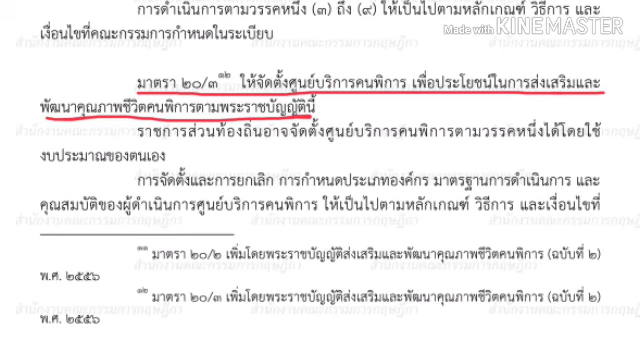 การดำเนินการตามวรรคหนึ่ง (๓) ถึง (๙) ให้เป็นไปตามหลักเกณฑ์ วิธีการ และ
Made with KINEMASTER
เงื่อนไขที่คณะกรรมการกำหนดในระเบียบ
มาตรา ๒๐/๓๑๒ ให้จัดตั้งศูนย์บริการคนพิการ เพื่อประโยชน์ในการส่งเสริมและ
พัฒนาคุณภาพชีวิตคนพิการตามพระราชบัญญัตินี้
ราชการส่วนท้องถิ่นอาจจัดตั้งศูนย์บริการคนพิการตามวรรคหนึ่งได้โดยใช้
งบประมาณของตนเอง
การจัดตั้งและการยกเลิก การกำหนดประเภทองค์กร มาตรฐานการดำเนินการ และ
คุณสมบัติของผู้ดำเนินการศูนย์บริการคนพิการ ให้เป็นไปตามหลักเกณฑ์ วิธีการ และเงื่อนไขที่
๑๑ มาตรา ๒๐/๒ เพิ่มโดยพระราชบัญญัติส่งเสริมและพัฒนาคุณภาพชีวิตคนพิการ (ฉบับที่ ๒)
พ.ศ. ๒๕๕๖
๑๒ มาตรา ๒๐/๓ เพิ่มโดยพระราชบัญญัติส่งเสริมและพัฒนาคุณภาพชีวิตคนพิการ (ฉบับที่ ๒)
พ.ศ. ๒๕๕๖